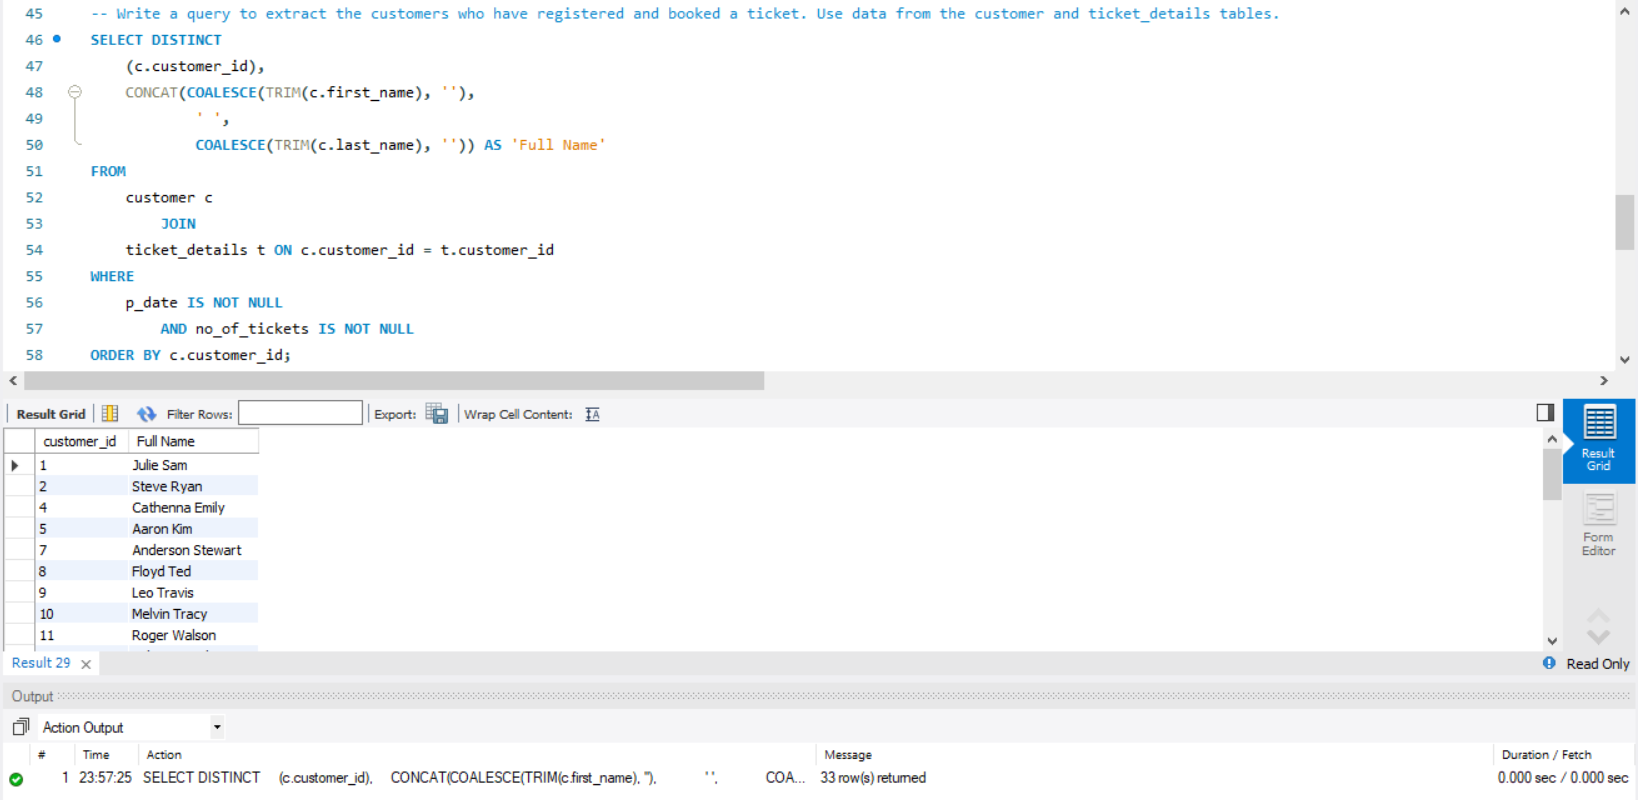 45 -- Write a query to extract the customers who have registered and booked a ticket. Use data from the customer and ticket_details tables.
46 SELECT DISTINCT
47 (c.customer_id),
48 CONCAT(COALESCE(TRIM(c.first_name), ''),
49 ' ',
50 COALESCE(TRIM(c.last_name), '')) AS 'Full Name'
51 FROM
52 customer c
53 JOIN
54 ticket_details t ON c.customer_id = t.customer_id
55 WHERE
56 p_date IS NOT NULL
57 AND no_of_tickets IS NOT NULL
58 ORDER BY c.customer_id;
Result Grid Filter Rows: Export: Wrap Cell Content: IA
customer_id Full Name
1 Julie Sam
2 Steve Ryan
4 Cathenna Emily
5 Aaron Kim
7 Anderson Stewart
8 Floyd Ted
9 Leo Travis
10 Melvin Tracy
11 Roger Walson
Result
Grid
Form
Editor
Result 29 Read Only
Output
Action Output
# Time Action Message Duration / Fetch
1 23:57:25 SELECT DISTINCT (c.customer_id), CONCAT(COALESCE(TRIM(c.first_name), ''), ' ', COA... 33 row(s) returned 0.000 sec / 0.000 sec